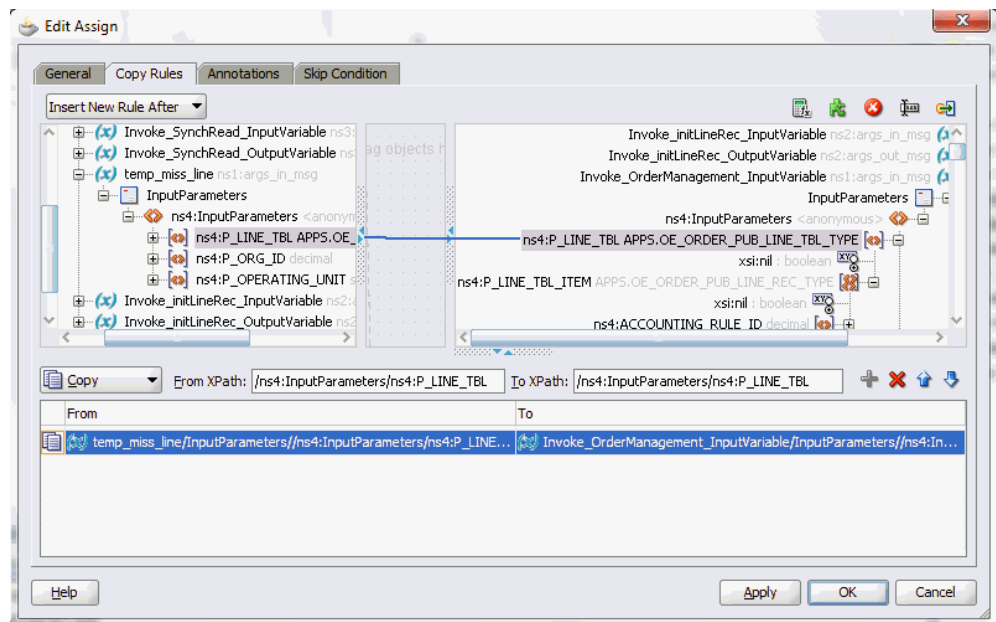 Edit Assign
General Copy Rules Annotations Skip Condition
Insert New Rule After
Invoke_SynchRead_InputVariable ns3:
Invoke_SynchRead_OutputVariable ns
temp_miss_line ns1:args_in_msg
InputParameters
ns4:InputParameters <anonym
ns4:P_LINE_TBL APPS.OE_
ns4:P_ORG_ID decimal
ns4:P_OPERATING_UNIT s
Invoke_initLineRec_InputVariable ns2:a
Invoke_initLineRec_OutputVariable ns2
ag objects h
Invoke_initLineRec_InputVariable ns2:args_in_msg
Invoke_initLineRec_OutputVariable ns2:args_out_msg
Invoke_OrderManagement_InputVariable ns1:args_in_msg
InputParameters
ns4:InputParameters <anonymous>
ns4:P_LINE_TBL APPS.OE_ORDER_PUB_LINE_TBL_TYPE
xsi:nil : boolean
ns4:P_LINE_TBL_ITEM APPS.OE_ORDER_PUB_LINE_REC_TYPE
xsi:nil : boolean
ns4:ACCOUNTING_RULE_ID decimal
Copy From XPath: /ns4:InputParameters/ns4:P_LINE_TBL To XPath: /ns4:InputParameters/ns4:P_LINE_TBL
From To
temp_miss_line/InputParameters//ns4:InputParameters/ns4:P_LINE... Invoke_OrderManagement_InputVariable/InputParameters//ns4:In...
Help Apply OK Cancel